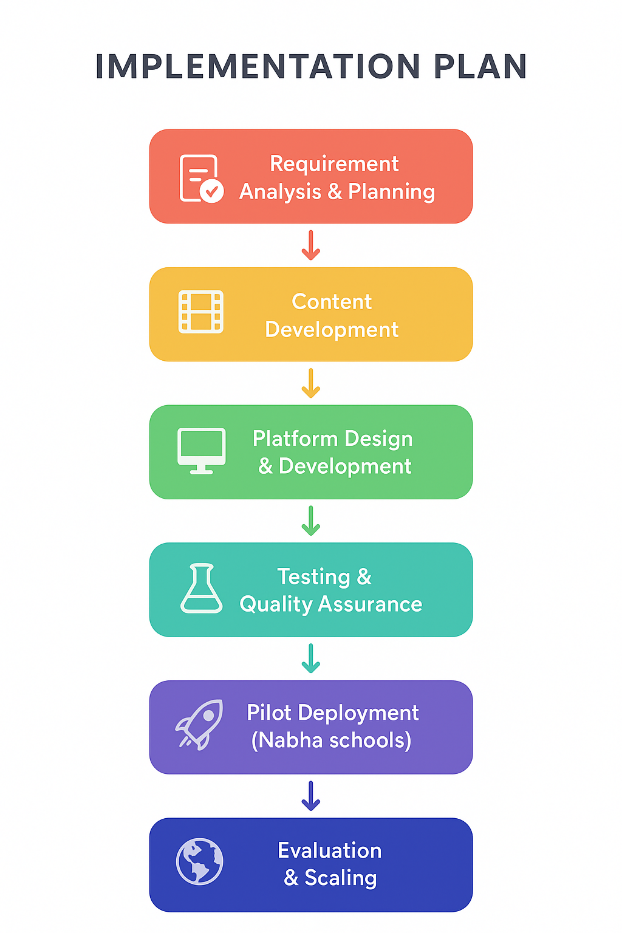 IMPLEMENTATION PLAN
Requirement
Analysis & Planning
Content
Development
Platform Design
& Development
Testing &
Quality Assurance
Pilot Deployment
(Nabha schools)
Evaluation
& Scaling